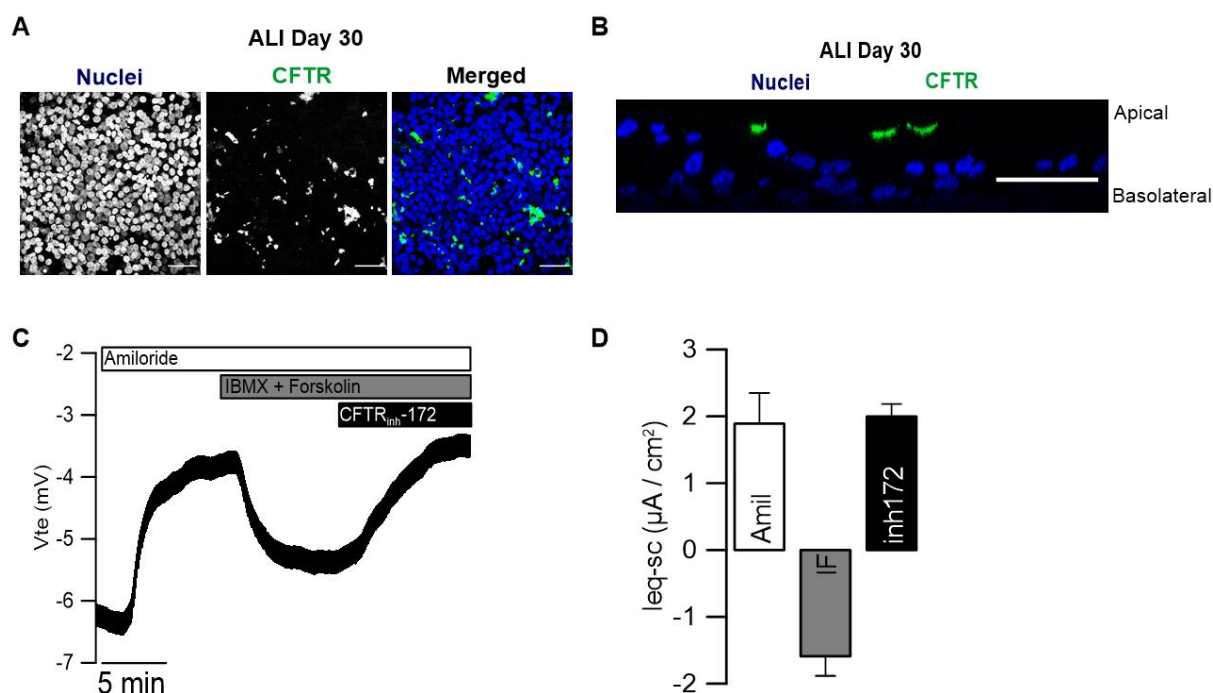 A
ALI Day 30
Nuclei CFTR Merged
B
ALI Day 30
Nuclei CFTR
Apical
Basolateral
C
-2
-3
-4
-5
-6
-7
Vte (mV)
Amiloride
IBMX + Forskolin
CFTRinh-172
5 min
D
3
2
1
0
-1
-2
Ieq-sc (µA / cm²)
Amil
IF
inh172